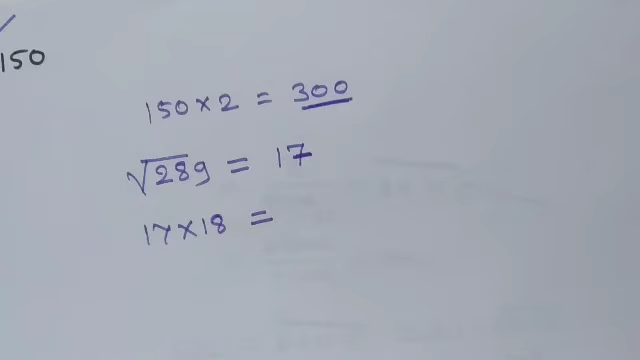 150
150 × 2 = 300
√289 = 17
17 × 18 =